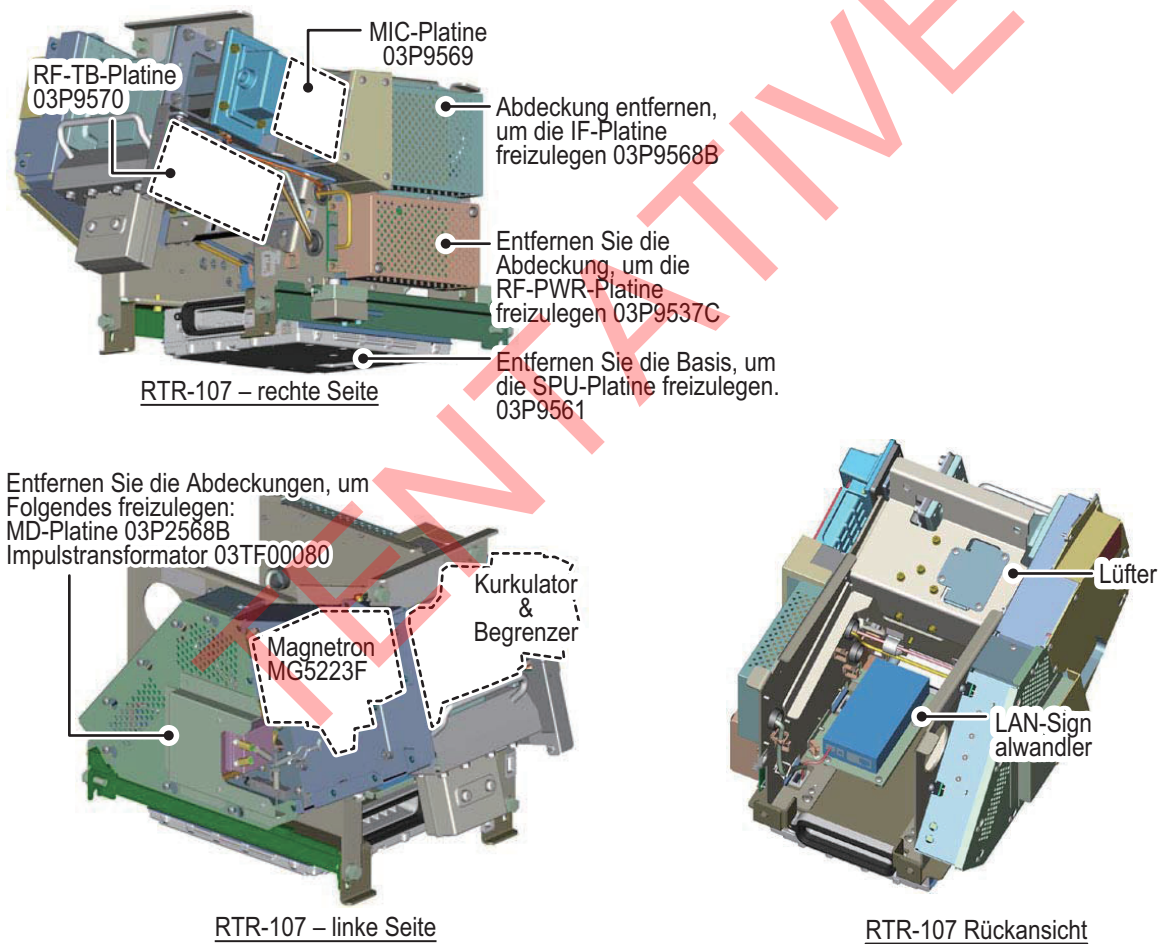 MIC-Platine
03P9569
RF-TB-Platine
03P9570
Abdeckung entfernen,
um die IF-Platine
freizulegen 03P9568B
Entfernen Sie die
Abdeckung, um die
RF-PWR-Platine
freizulegen 03P9537C
Entfernen Sie die Basis, um
die SPU-Platine freizulegen.
03P9561
RTR-107 – rechte Seite
Entfernen Sie die Abdeckungen, um
Folgendes freizulegen:
MD-Platine 03P2568B
Impulstransformator 03TF00080
Kurkulator
&
Begrenzer
Magnetron
MG5223F
RTR-107 – linke Seite
Lüfter
LAN-Sign
alwandler
RTR-107 Rückansicht
TENTATIVE